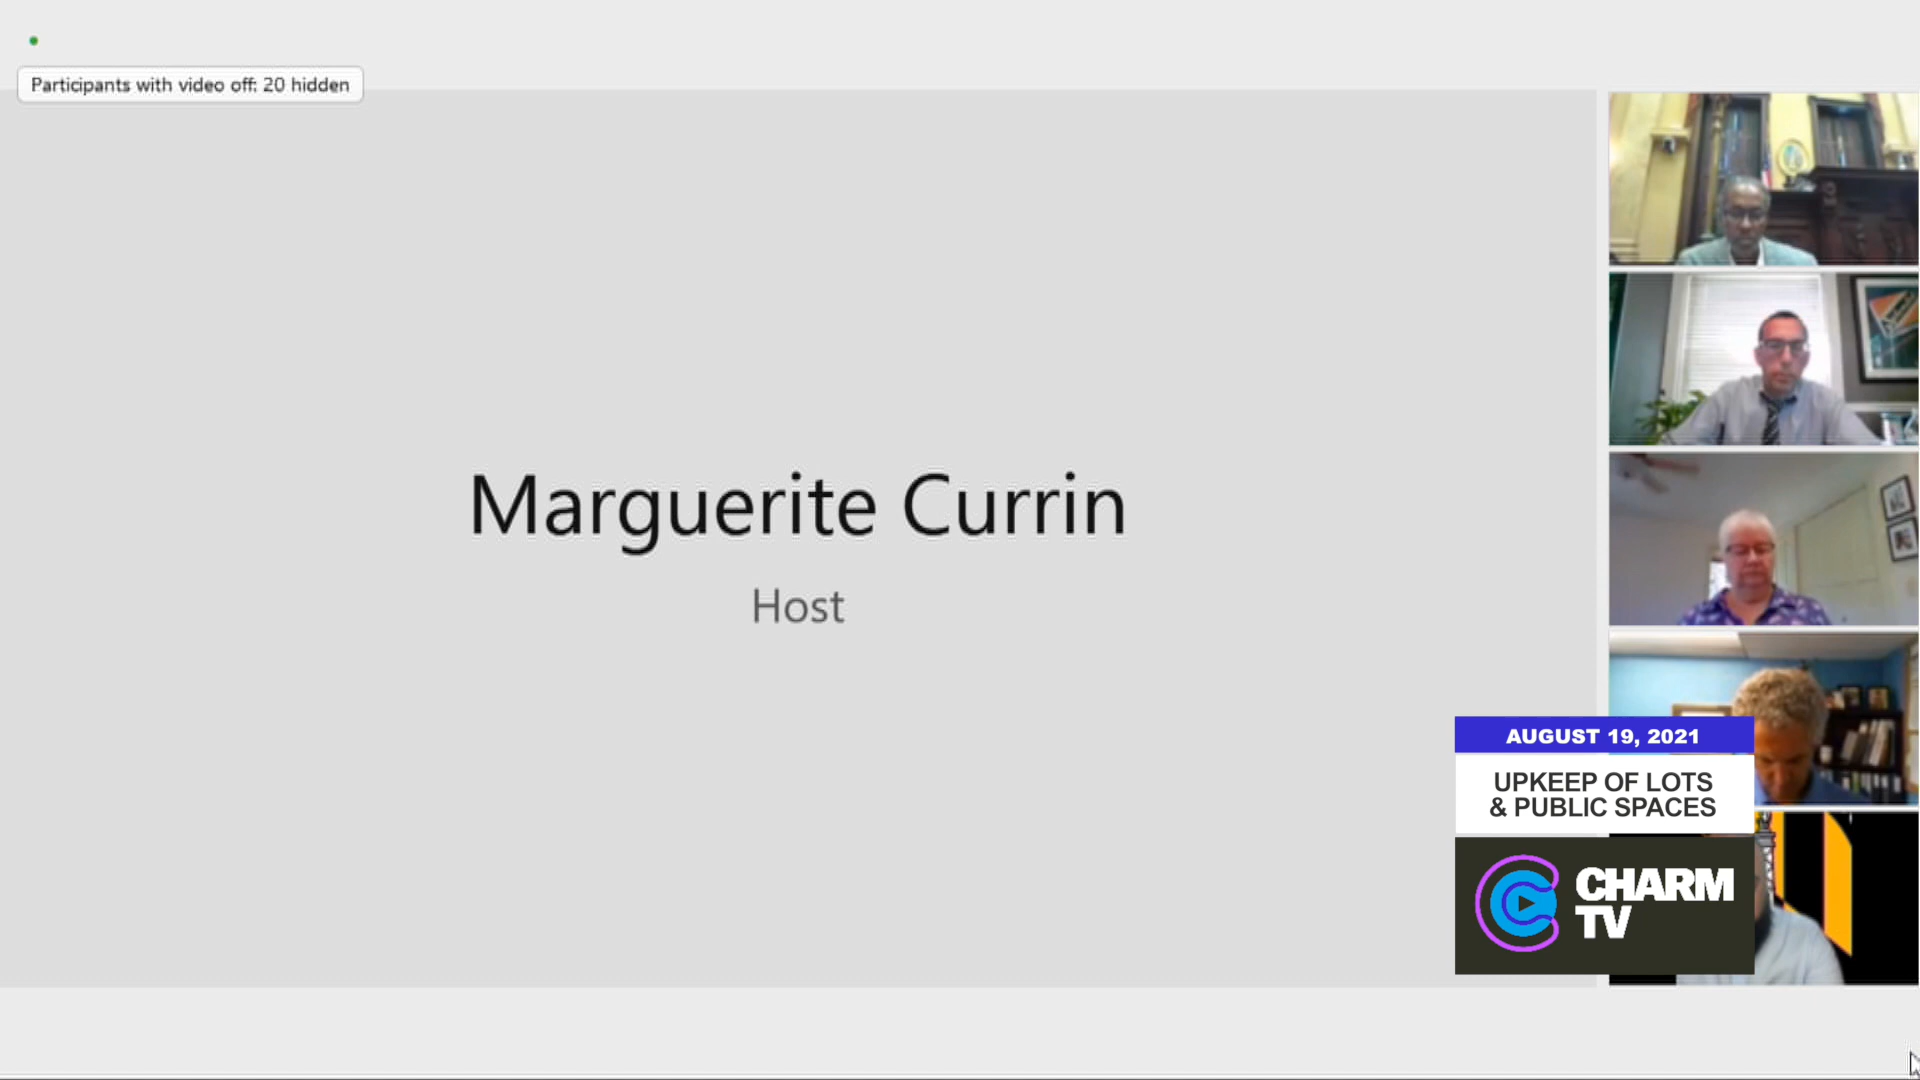 Participants with video off: 20 hidden
Marguerite Currin
Host
AUGUST 19, 2021
UPKEEP OF LOTS
& PUBLIC SPACES
CHARM
TV